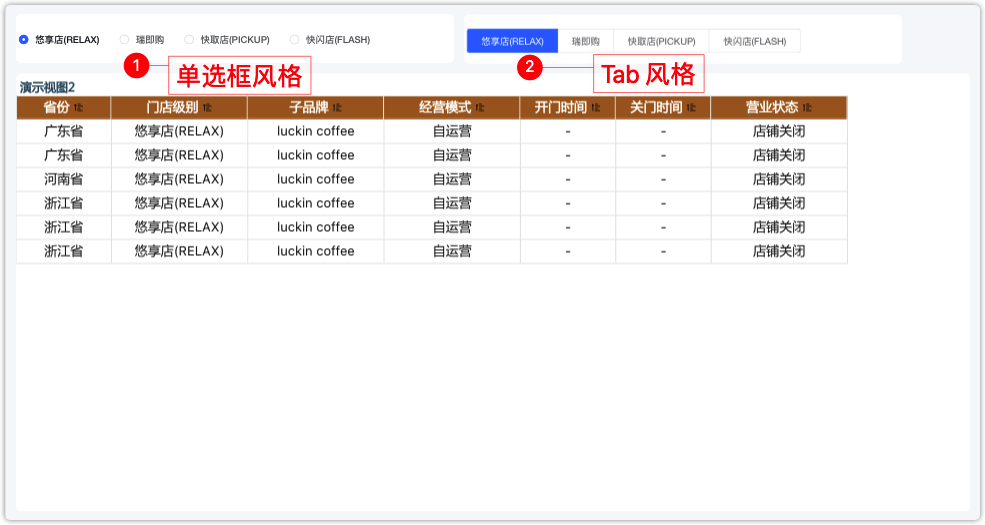 悠享店(RELAX) 瑞即购 快取店(PICKUP) 快闪店(FLASH)
悠享店(RELAX) 瑞即购 快取店(PICKUP) 快闪店(FLASH)
1 单选框风格
2 Tab 风格
演示视图2
省份 门店级别 子品牌 经营模式 开门时间 关门时间 营业状态
广东省 悠享店(RELAX) luckin coffee 自运营 - - 店铺关闭
广东省 悠享店(RELAX) luckin coffee 自运营 - - 店铺关闭
河南省 悠享店(RELAX) luckin coffee 自运营 - - 店铺关闭
浙江省 悠享店(RELAX) luckin coffee 自运营 - - 店铺关闭
浙江省 悠享店(RELAX) luckin coffee 自运营 - - 店铺关闭
浙江省 悠享店(RELAX) luckin coffee 自运营 - - 店铺关闭